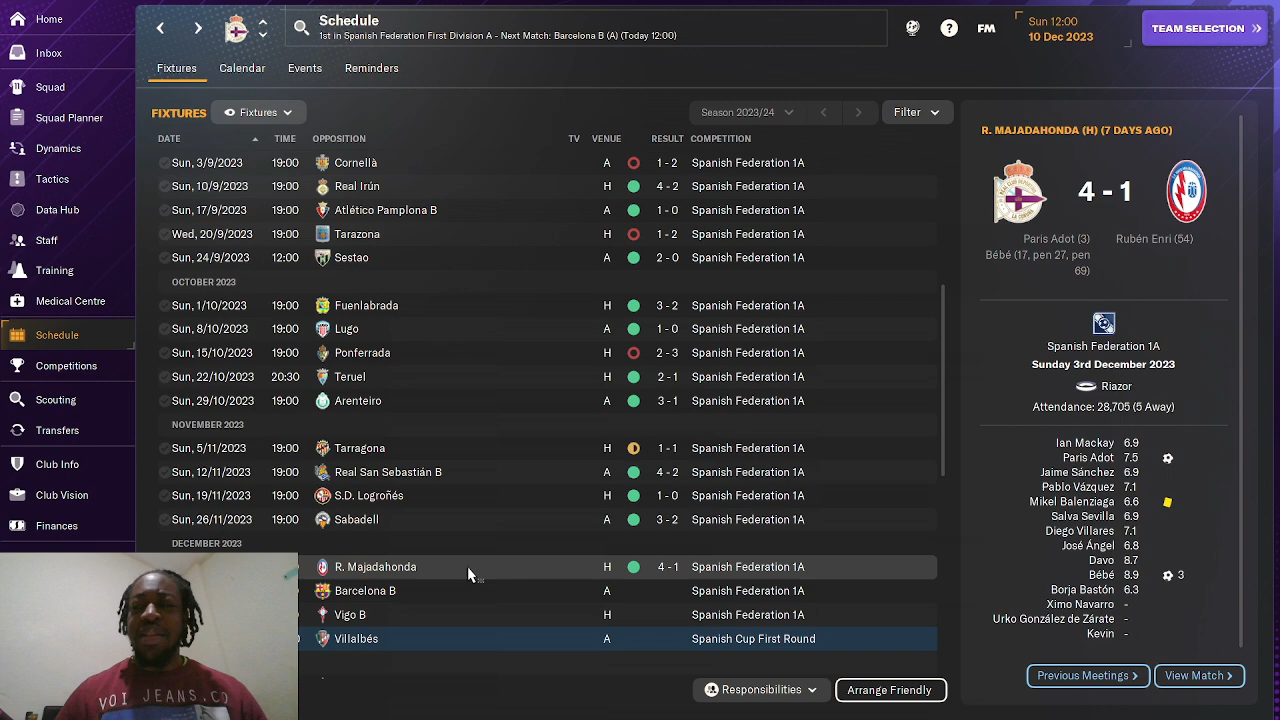 Home
Inbox
Squad
Squad Planner
Dynamics
Tactics
Data Hub
Staff
Training
Medical Centre
Schedule
Competitions
Scouting
Transfers
Club Info
Club Vision
Finances
Schedule
1st in Spanish Federation First Division A - Next Match: Barcelona B (A) (Today 12:00)
? FM
Sun 12:00
10 Dec 2023
TEAM SELECTION
Fixtures Calendar Events Reminders
FIXTURES Fixtures Season 2023/24 Filter
DATE TIME OPPOSITION TV VENUE RESULT COMPETITION
Sun, 3/9/2023 19:00 Cornellà A 1 - 2 Spanish Federation 1A
Sun, 10/9/2023 19:00 Real Irún H 4 - 2 Spanish Federation 1A
Sun, 17/9/2023 19:00 Atlético Pamplona B A 1 - 0 Spanish Federation 1A
Wed, 20/9/2023 19:00 Tarazona H 1 - 2 Spanish Federation 1A
Sun, 24/9/2023 12:00 Sestao A 2 - 0 Spanish Federation 1A
OCTOBER 2023
Sun, 1/10/2023 19:00 Fuenlabrada H 3 - 2 Spanish Federation 1A
Sun, 8/10/2023 19:00 Lugo A 1 - 0 Spanish Federation 1A
Sun, 15/10/2023 19:00 Ponferrada H 2 - 3 Spanish Federation 1A
Sun, 22/10/2023 20:30 Teruel H 2 - 1 Spanish Federation 1A
Sun, 29/10/2023 19:00 Arenteiro A 3 - 1 Spanish Federation 1A
NOVEMBER 2023
Sun, 5/11/2023 19:00 Tarragona H 1 - 1 Spanish Federation 1A
Sun, 12/11/2023 19:00 Real San Sebastián B A 4 - 2 Spanish Federation 1A
Sun, 19/11/2023 19:00 S.D. Logroñés H 1 - 0 Spanish Federation 1A
Sun, 26/11/2023 19:00 Sabadell A 3 - 2 Spanish Federation 1A
DECEMBER 2023
R. Majadahonda H 4 - 1 Spanish Federation 1A
Barcelona B A Spanish Federation 1A
Vigo B H Spanish Federation 1A
Villalbés A Spanish Cup First Round
Responsibilities Arrange Friendly
R. MAJADAHONDA (H) (7 DAYS AGO)
4 - 1
Paris Adot (3) Rubén Enri (54)
Bébé (17, pen 27, pen
69)
Spanish Federation 1A
Sunday 3rd December 2023
Riazor
Attendance: 28,705 (5 Away)
Ian Mackay 6.9
Paris Adot 7.5
Jaime Sánchez 6.9
Pablo Vázquez 7.1
Mikel Balenziaga 6.6
Salva Sevilla 6.9
Diego Villares 7.1
José Ángel 6.8
Davo 8.7
Bébé 8.9 3
Borja Bastón 6.3
Ximo Navarro -
Urko González de Zárate -
Kevin -
Previous Meetings View Match
VOI JEANS.CO